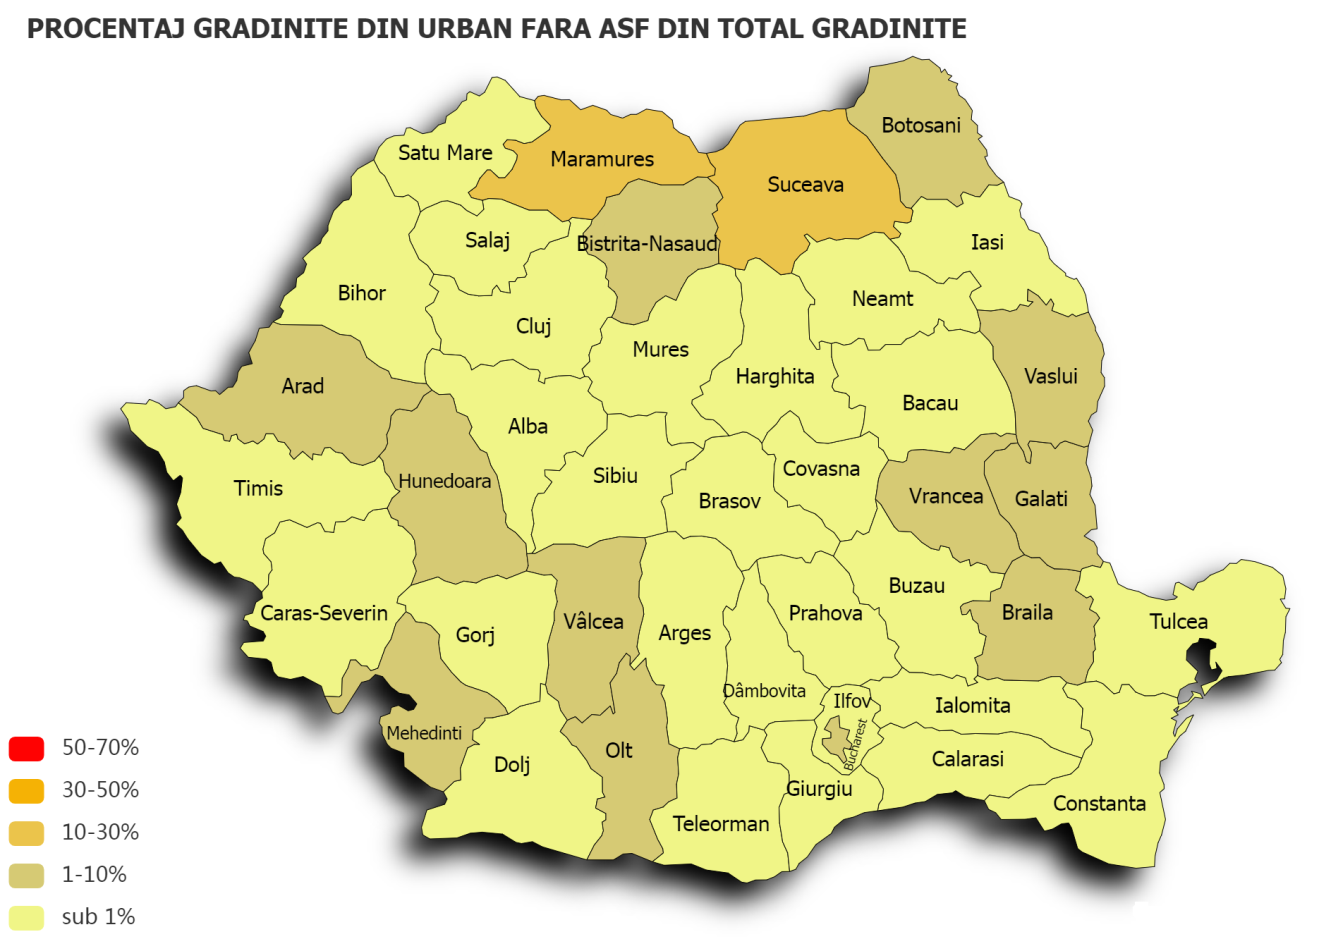 PROCENTAJ GRADINITE DIN URBAN FARA ASF DIN TOTAL GRADINITE
Botosani
Satu Mare
Maramures
Suceava
Salaj
Bistrita-Nasaud
Iasi
Bihor
Neamt
Cluj
Mures
Harghita
Vaslui
Arad
Bacau
Alba
Covasna
Sibiu
Hunedoara
Timis
Brasov
Vrancea
Galati
Buzau
Caras-Severin
Prahova
Braila
Vâlcea
Tulcea
Gorj
Arges
Dâmbovita
Ilfov
Ialomita
Mehedinti
Bucharest
Olt
Dolj
Calarasi
Giurgiu
Constanta
Teleorman
50-70%
30-50%
10-30%
1-10%
sub 1%